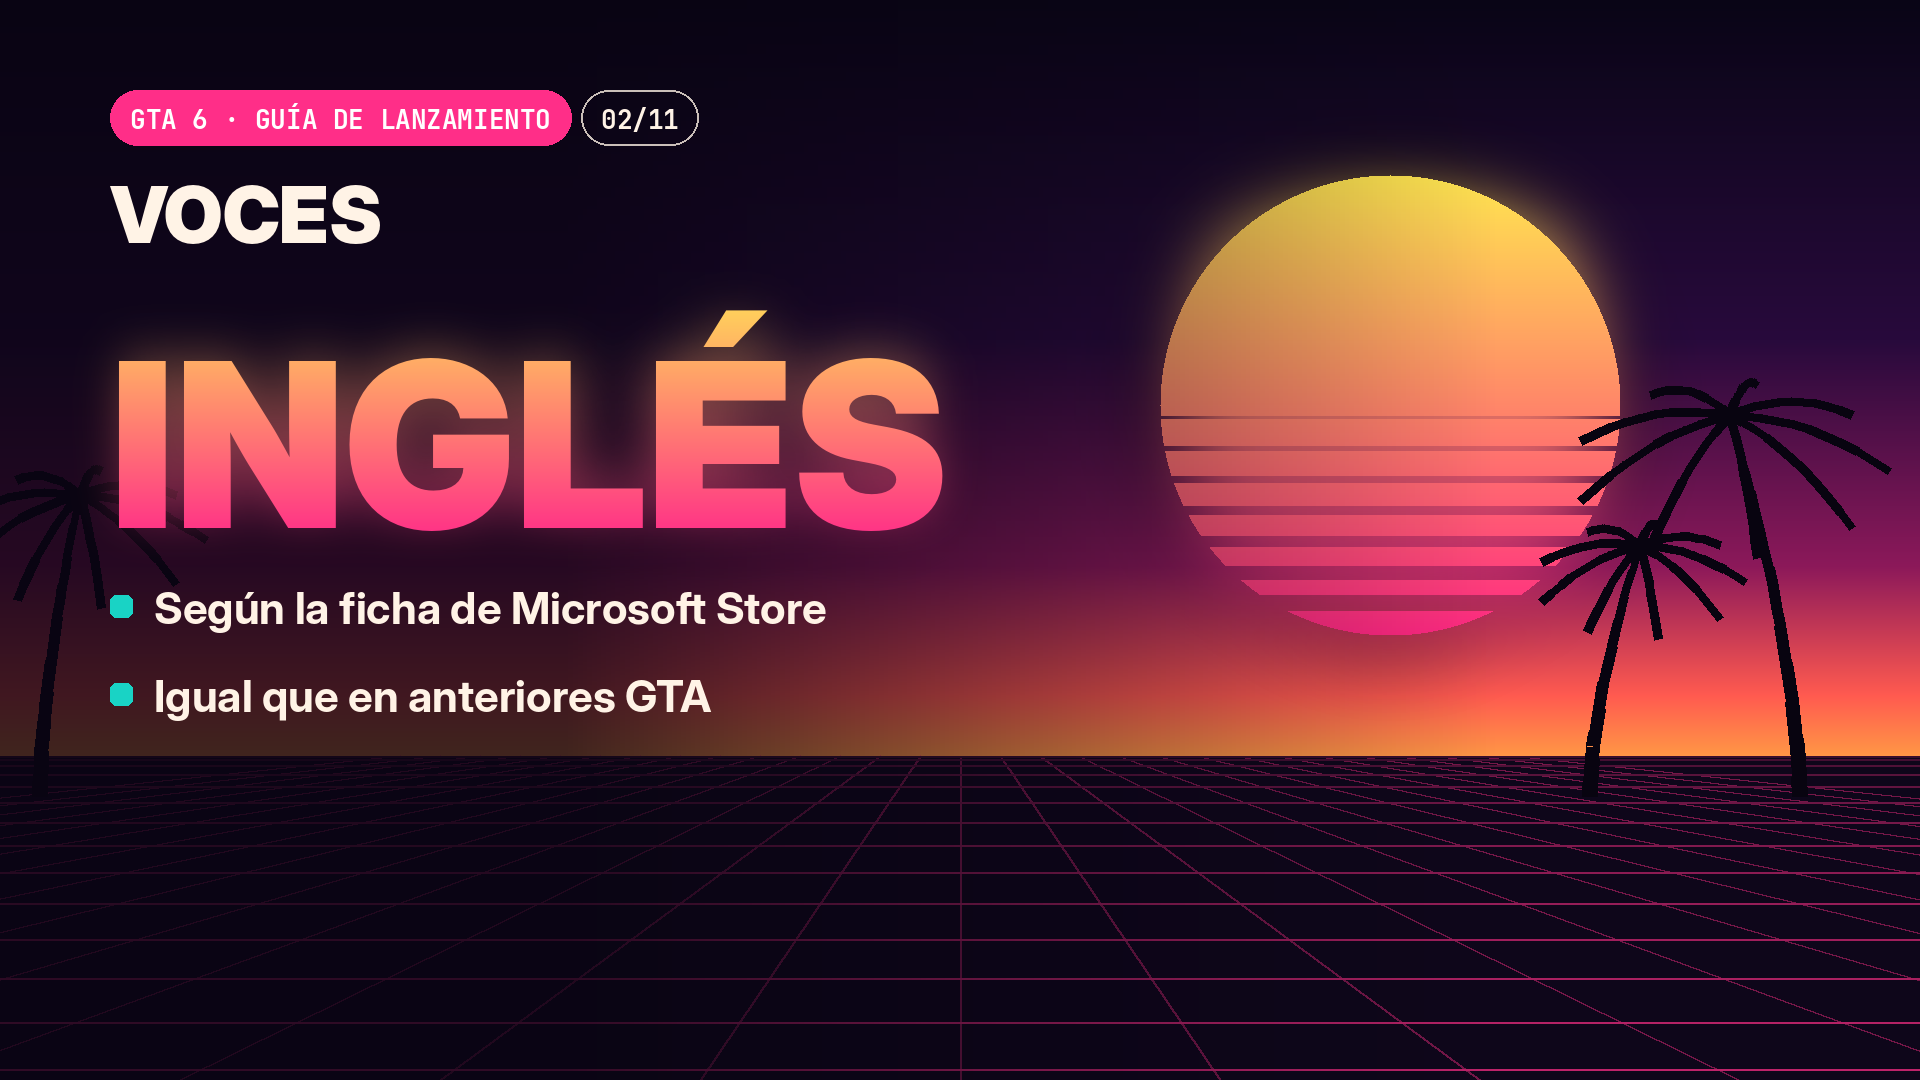 GTA 6 · GUÍA DE LANZAMIENTO 02/11
VOCES
INGLÉS
Según la ficha de Microsoft Store
Igual que en anteriores GTA